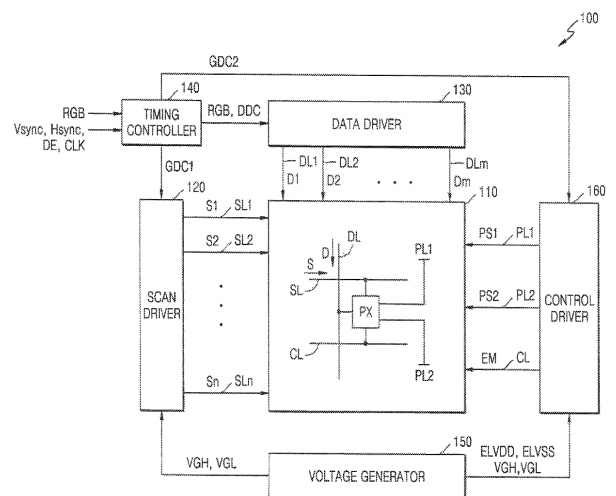 100
GDC2
140
130
RGB
Vsync, Hsync,
DE, CLK
TIMING
CONTROLLER
RGB, DDC
DATA DRIVER
GDC1
DL1
DL2
DLm
D1
D2
. . .
Dm
120
110
160
S1
SL1
S2
SL2
SCAN
DRIVER
Sn
SLn
DL
D
S
SL
PX
CL
PL1
PL2
PS1
PL1
PS2
PL2
EM
CL
CONTROL
DRIVER
150
VGH, VGL
VOLTAGE GENERATOR
ELVDD, ELVSS
VGH,VGL